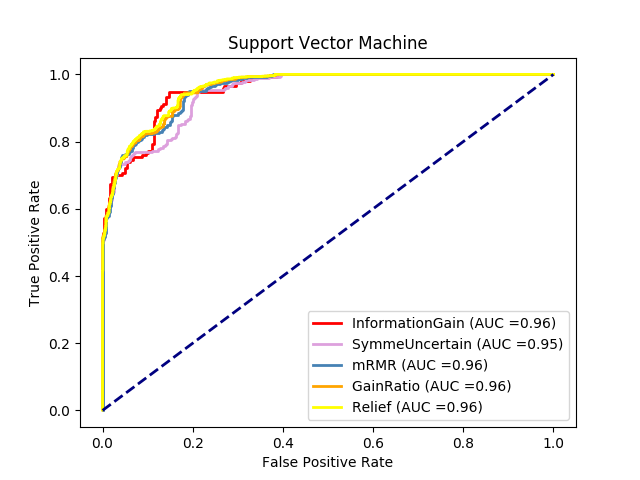 Support Vector Machine
True Positive Rate
1.0
0.8
0.6
0.4
0.2
0.0
InformationGain (AUC =0.96)
SymmeUncertain (AUC =0.95)
mRMR (AUC =0.96)
GainRatio (AUC =0.96)
Relief (AUC =0.96)
0.0 0.2 0.4 0.6 0.8 1.0
False Positive Rate